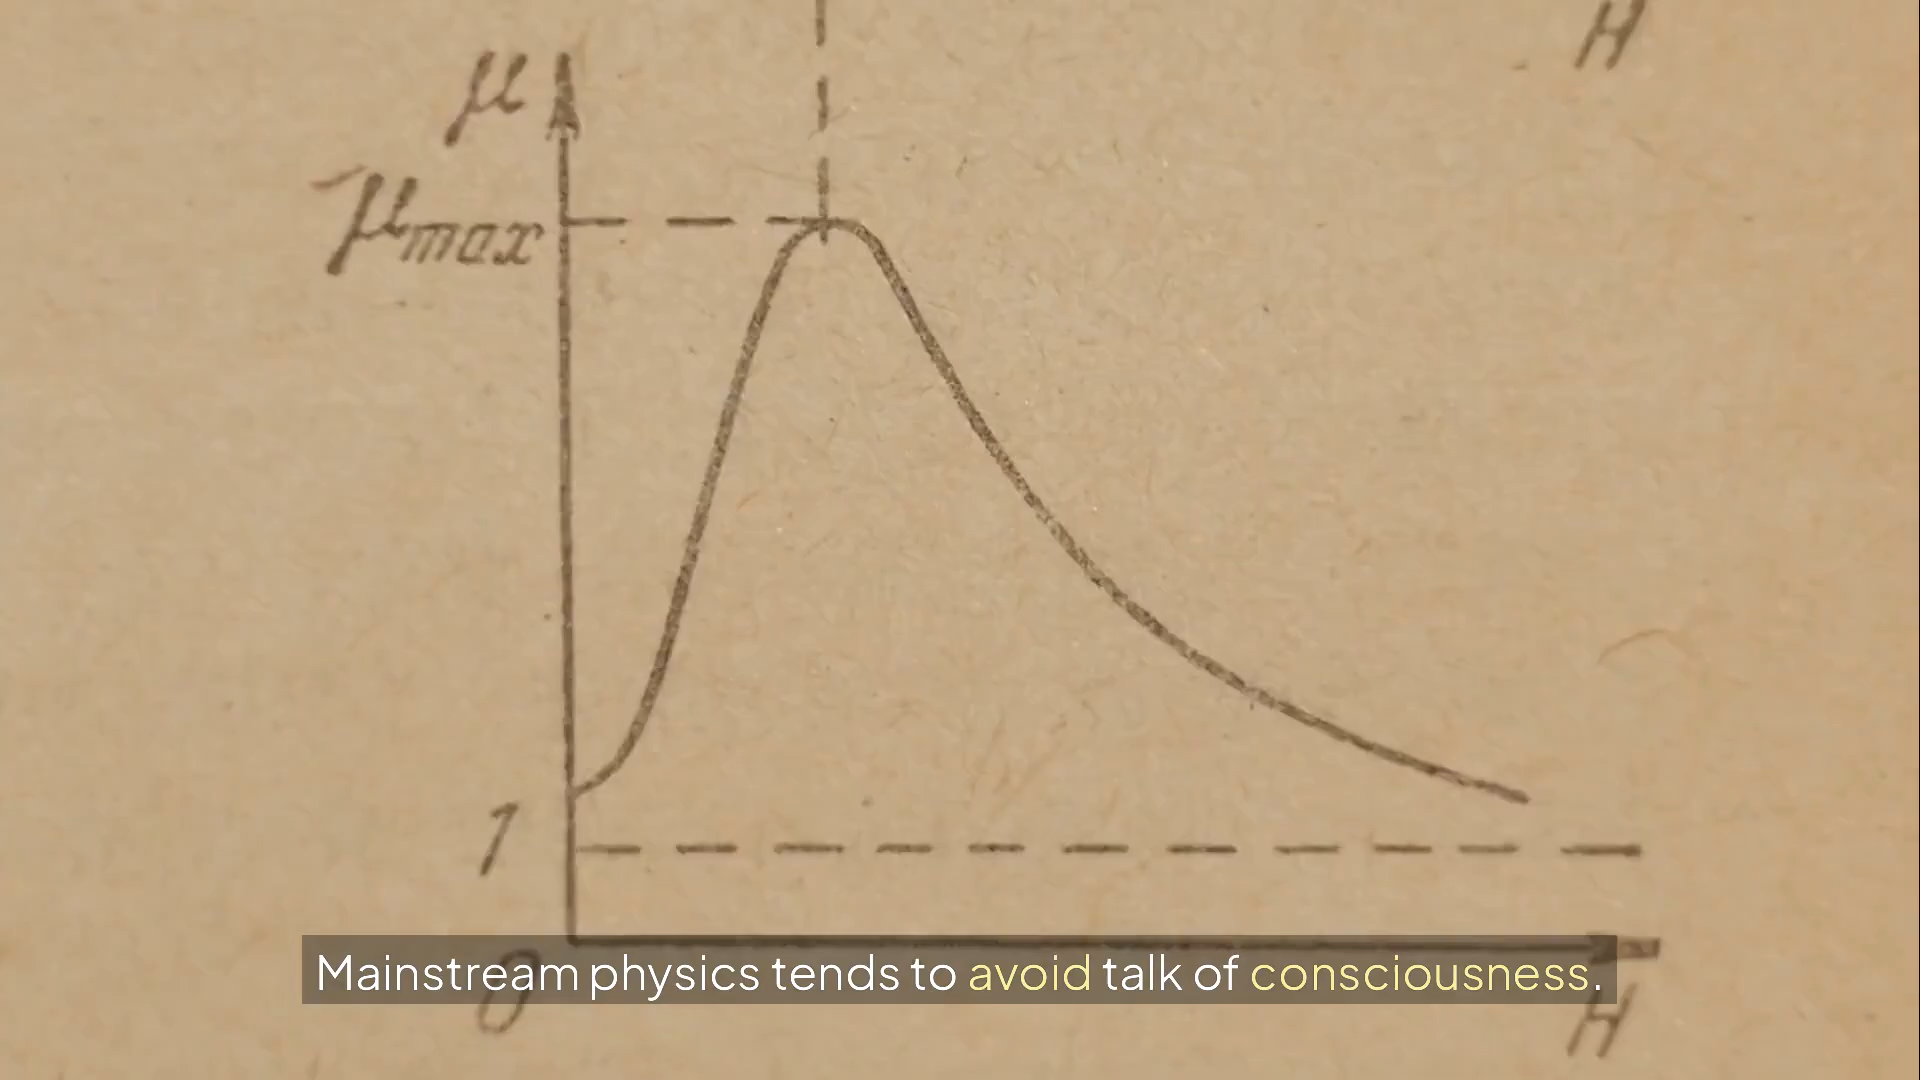 H
μ
μmax
1
Mainstream physics tends to avoid talk of consciousness.
0
H